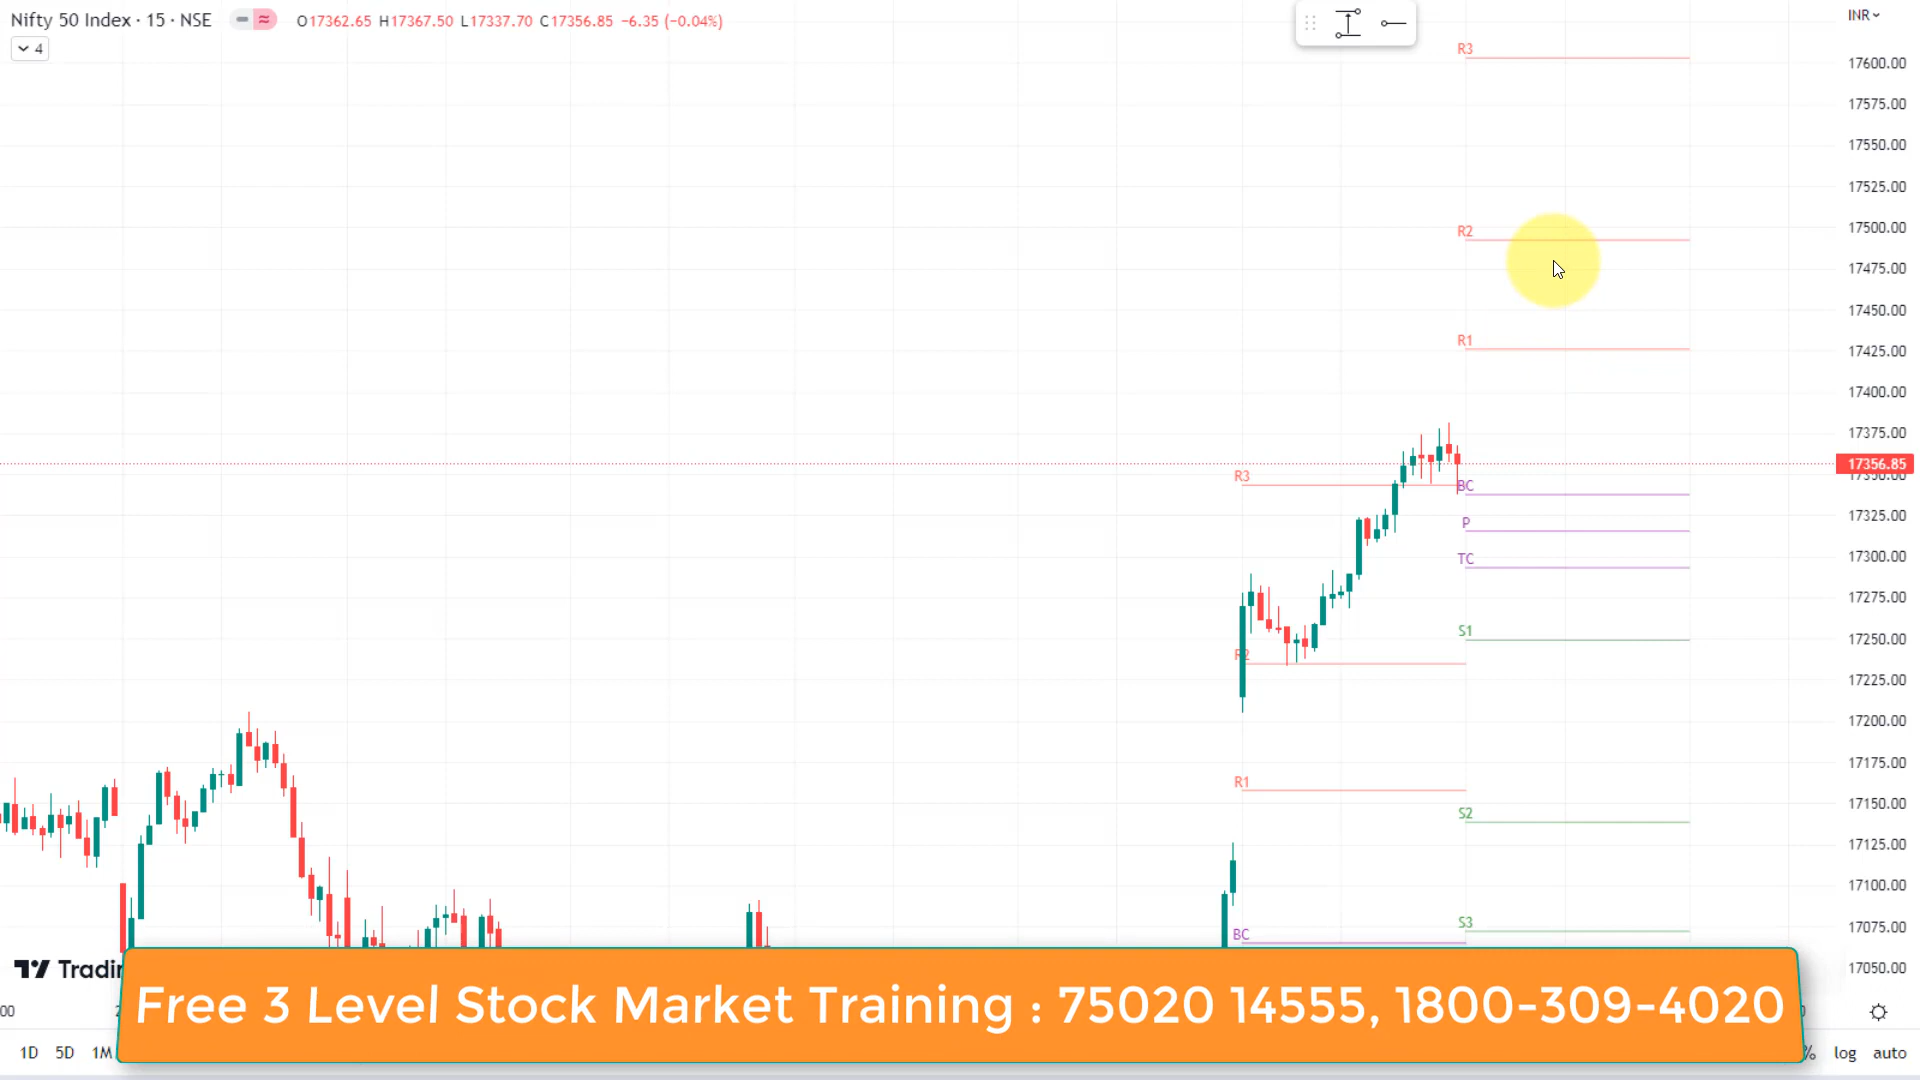 Nifty 50 Index · 15 · NSE
O17362.65 H17367.50 L17337.70 C17356.85 −6.35 (−0.04%)
INR
4
R3
17600.00
17575.00
17550.00
17525.00
R2
17500.00
17475.00
17450.00
R1
17425.00
17400.00
17375.00
17356.85
R3
BC
P
17325.00
TC
17300.00
17275.00
S1
17250.00
R2
17225.00
17200.00
17175.00
R1
17150.00
S2
17125.00
17100.00
S3
17075.00
BC
17050.00
Free 3 Level Stock Market Training : 75020 14555, 1800-309-4020
1D 5D 1M
% log auto